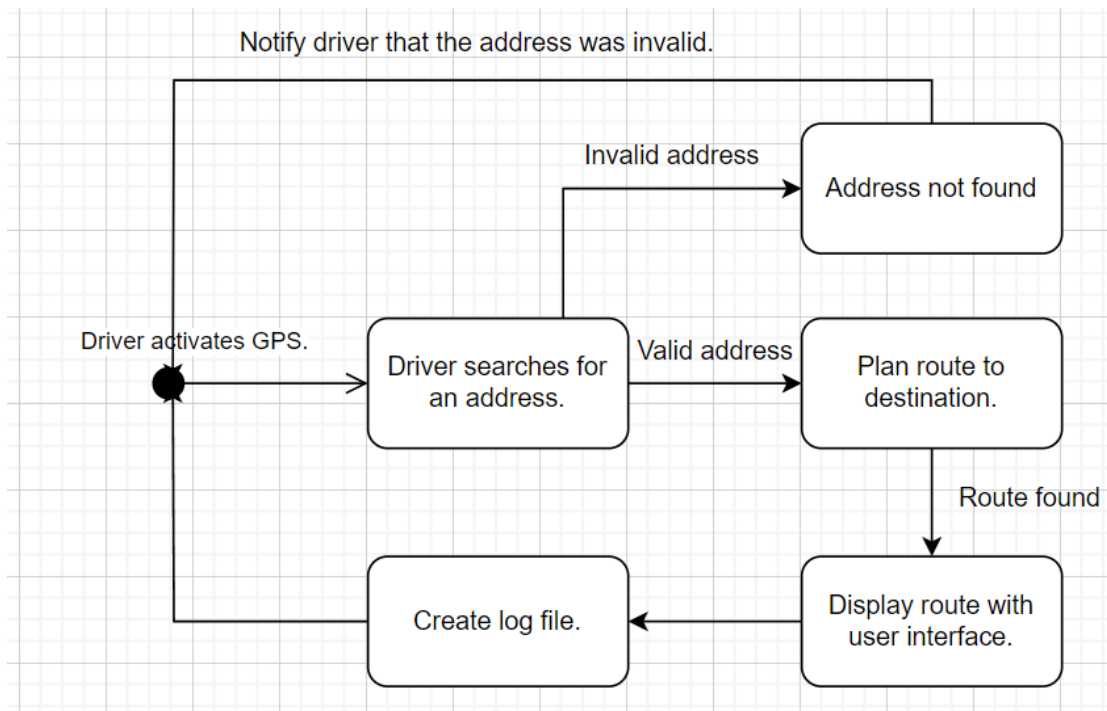 Notify driver that the address was invalid.
Invalid address
Address not found
Driver activates GPS.
Driver searches for
an address.
Valid address
Plan route to
destination.
Route found
Create log file.
Display route with
user interface.